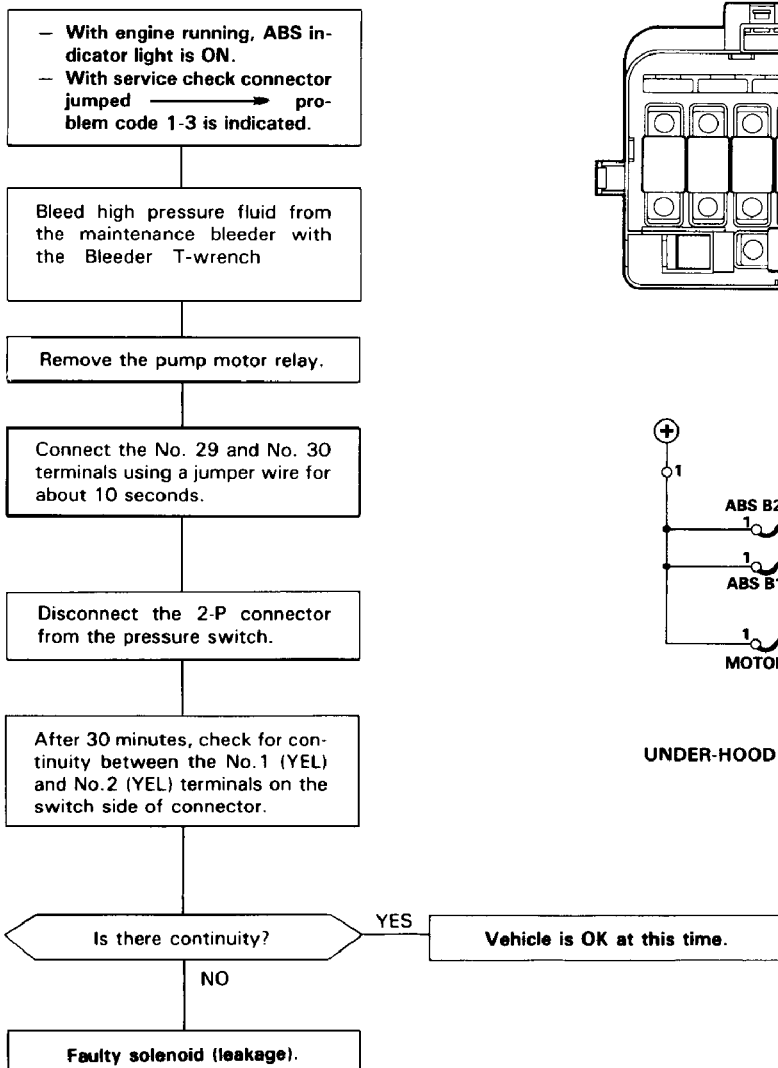 — With engine running, ABS in-
dicator light is ON.
— With service check connector
jumped ⟶ pro-
blem code 1-3 is indicated.
Bleed high pressure fluid from
the maintenance bleeder with
the Bleeder T-wrench
Remove the pump motor relay.
Connect the No. 29 and No. 30
terminals using a jumper wire for
about 10 seconds.
Disconnect the 2-P connector
from the pressure switch.
After 30 minutes, check for con-
tinuity between the No.1 (YEL)
and No.2 (YEL) terminals on the
switch side of connector.
Is there continuity?
YES
Vehicle is OK at this time.
NO
Faulty solenoid (leakage).
+
1
ABS B2
1
1
ABS B1
1
MOTOR
UNDER-HOOD